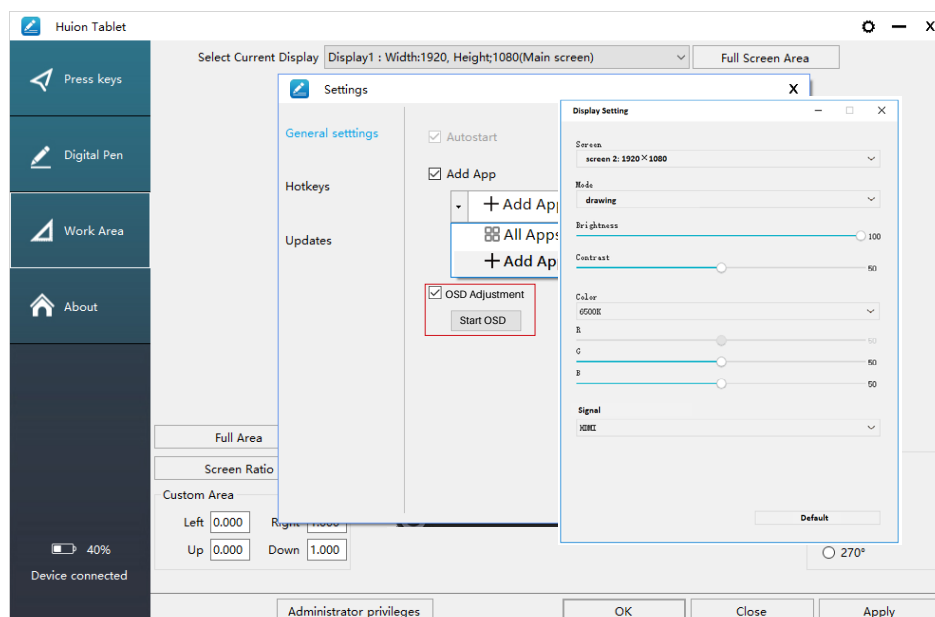 Huion Tablet
X
Select Current Display Display1 : Width:1920, Height;1080(Main screen) Full Screen Area
Press keys
Digital Pen
Work Area
About
40%
Device connected
Settings X
General setttings
Hotkeys
Updates
Autostart
Add App
Add App
All Apps
Add Ap
OSD Adjustment
Start OSD
Display Setting
Screen
screen 2: 1920×1080
Mode
drawing
Brightness
100
Contrast
50
Color
6500K
R
50
G
50
B
50
Signal
HDMI
Default
Full Area
Screen Ratio
Custom Area
Left 0.000 Right 1.000
Up 0.000 Down 1.000
270°
Administrator privileges OK Close Apply